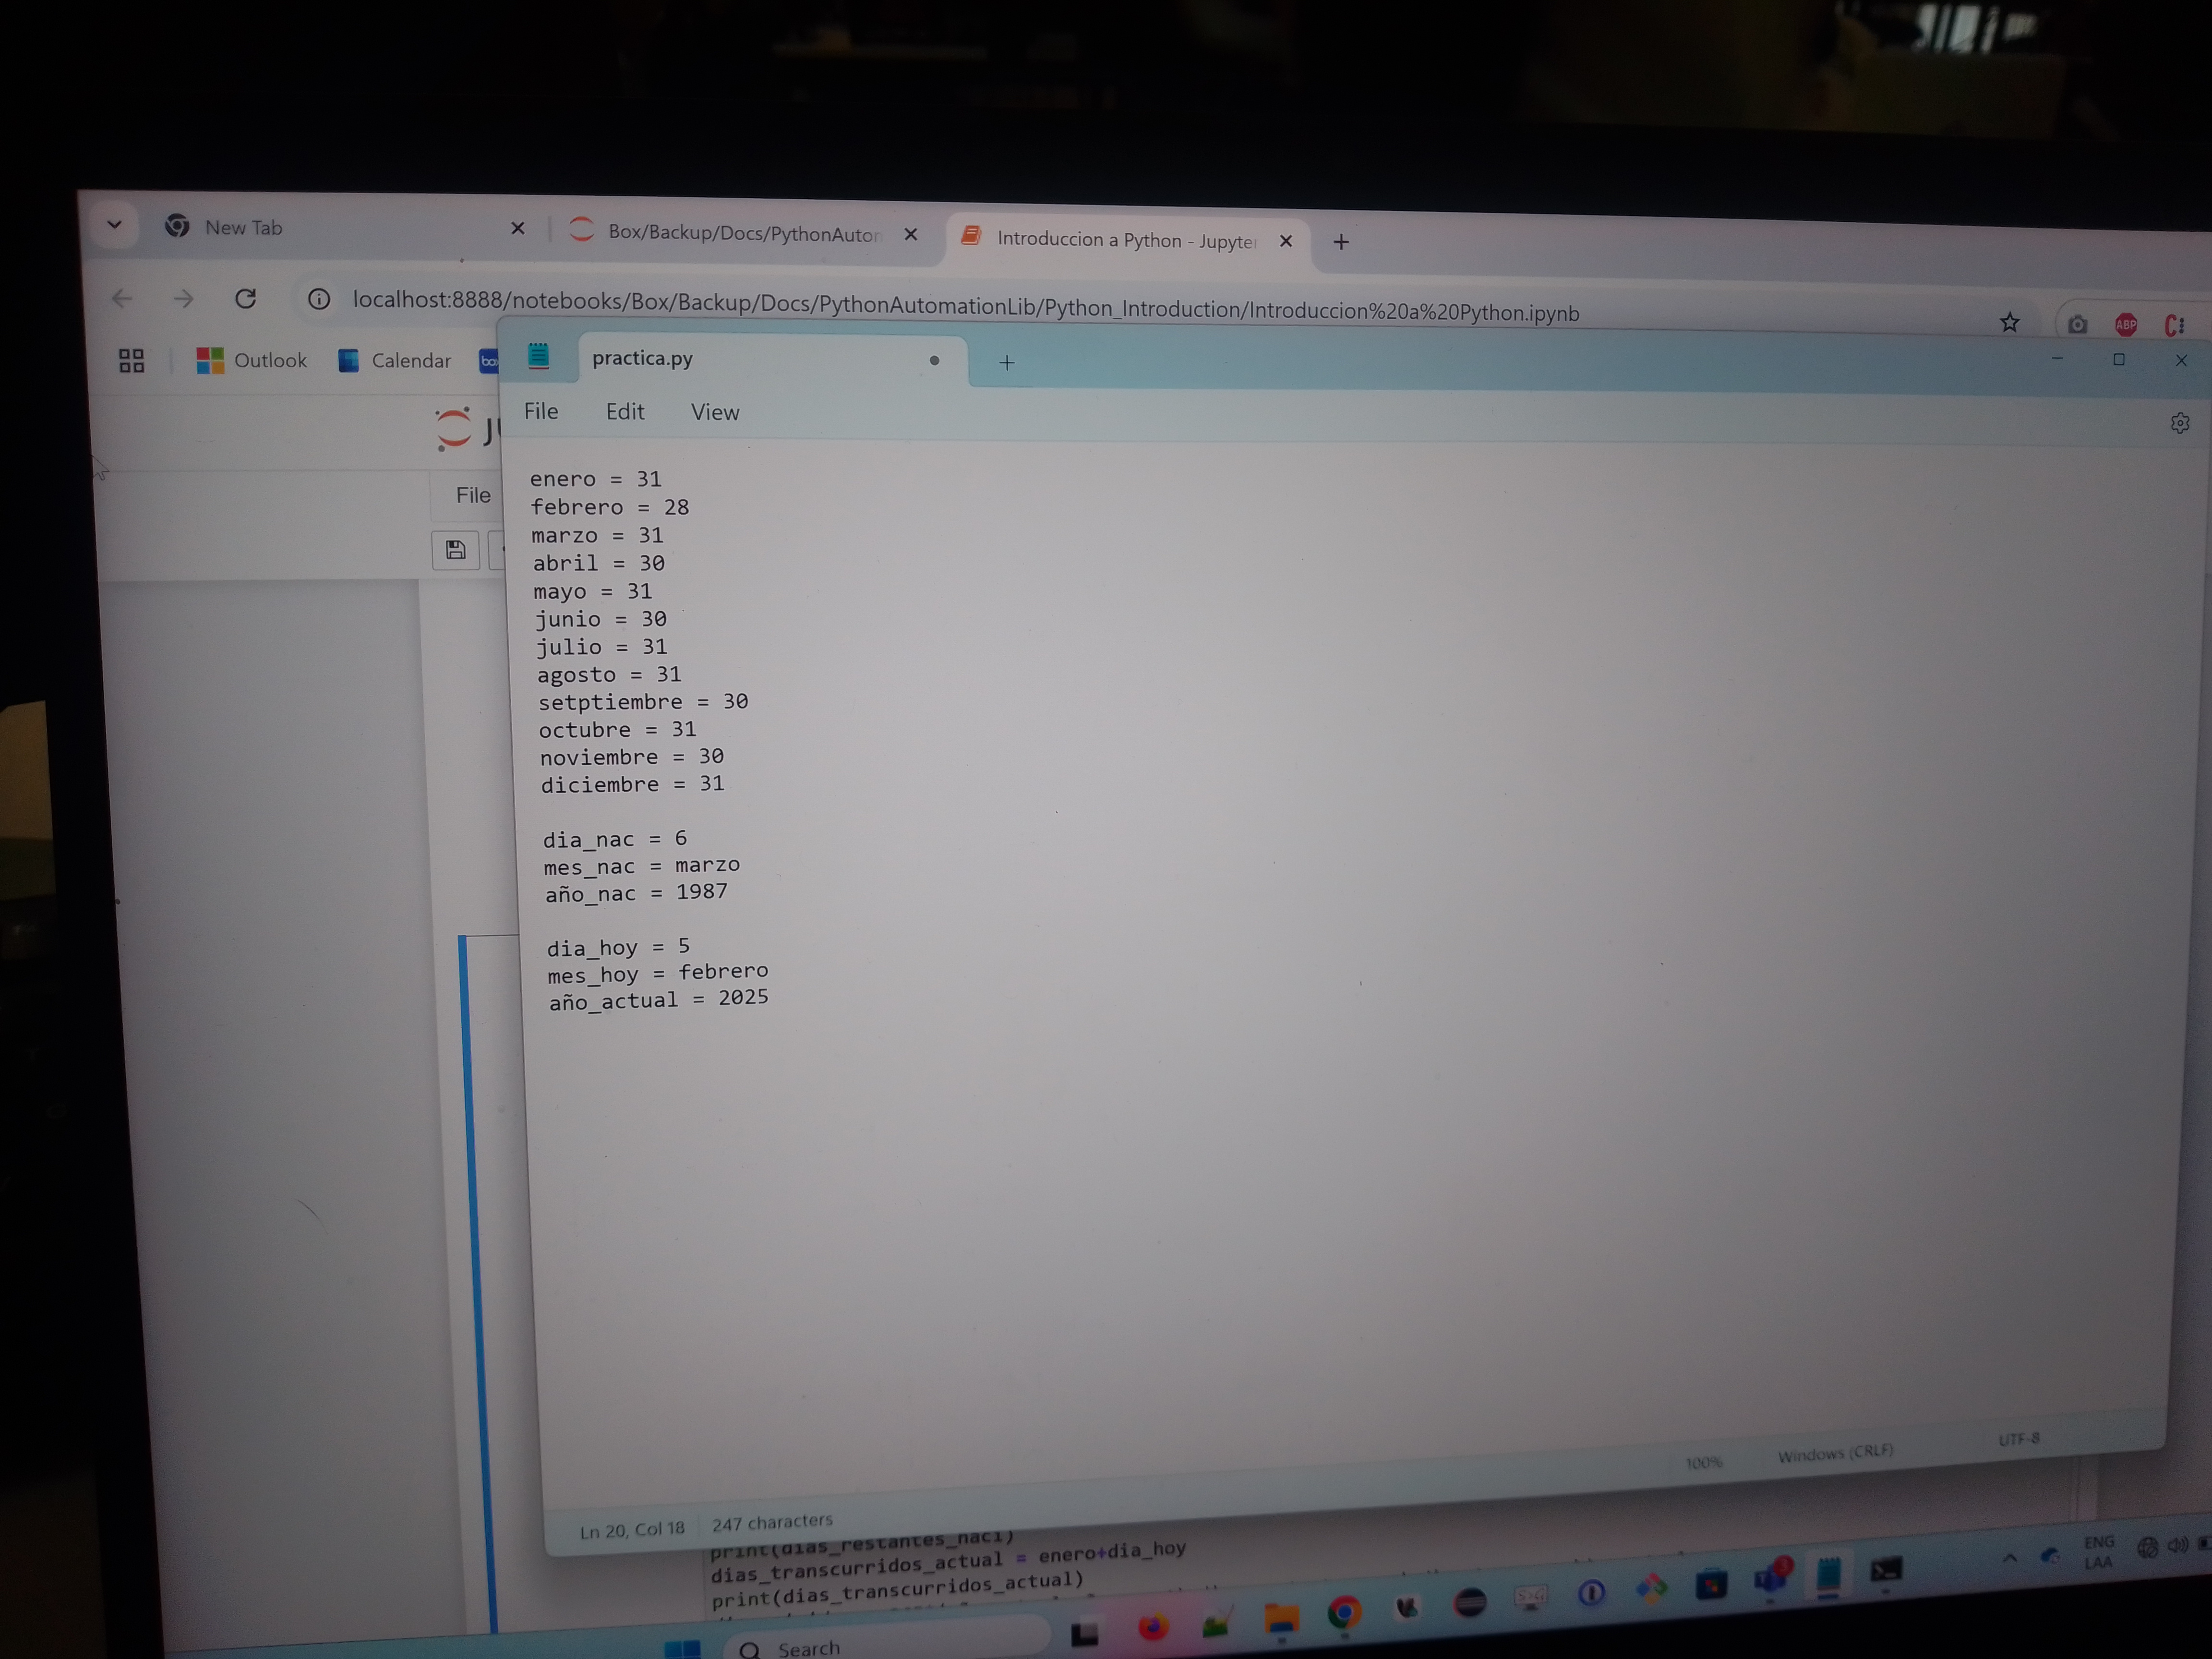 New Tab
Box/Backup/Docs/PythonAutor
Introduccion a Python - Jupyte
localhost:8888/notebooks/Box/Backup/Docs/PythonAutomationLib/Python_Introduction/Introduccion%20a%20Python.ipynb
ABP
Outlook
Calendar
box
practica.py
File
Edit
View
File
enero = 31
febrero = 28
marzo = 31
abril = 30
mayo = 31
junio = 30
julio = 31
agosto = 31
setptiembre = 30
octubre = 31
noviembre = 30
diciembre = 31
dia_nac = 6
mes_nac = marzo
año_nac = 1987
dia_hoy = 5
mes_hoy = febrero
año_actual = 2025
Ln 20, Col 18
247 characters
100%
Windows (CRLF)
UTF-8
print(dias_restantes_naci)
dias_transcurridos_actual = enero+dia_hoy
print(dias_transcurridos_actual)
Search
ENG
LAA